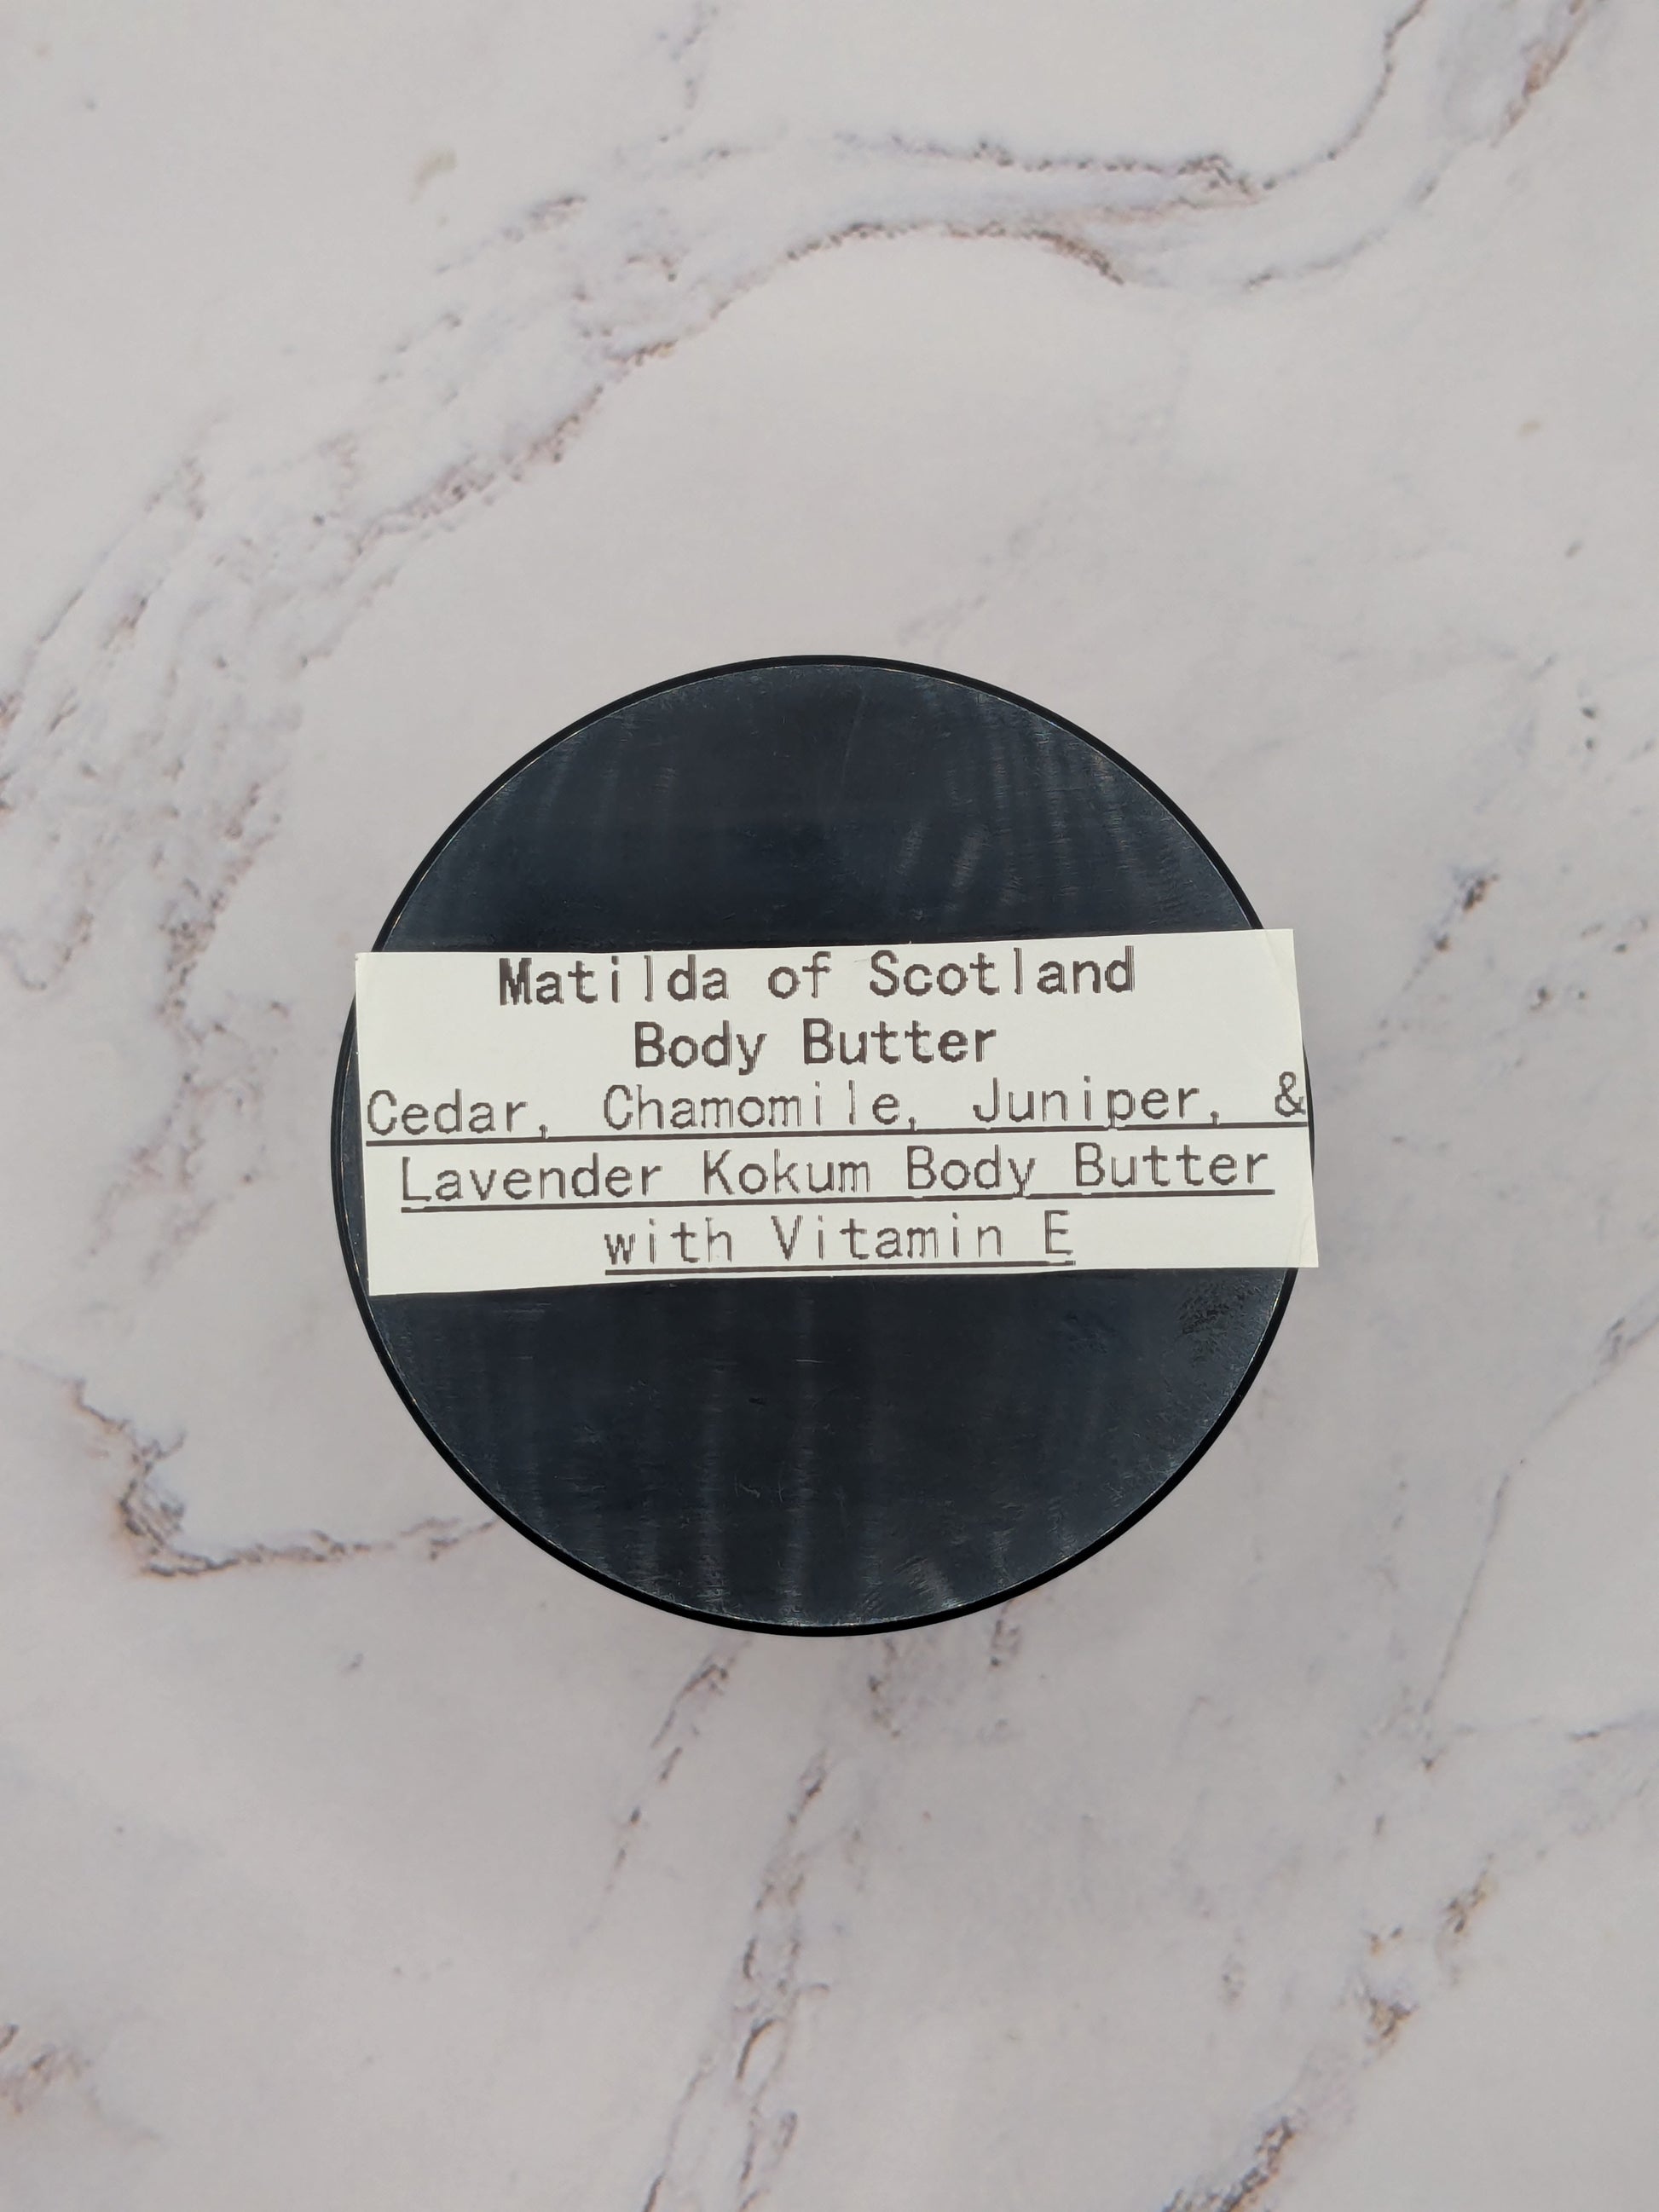 Matilda of Scotland
Body Butter
Cedar, Chamomile, Juniper, &
Lavender Kokum Body Butter
with Vitamin E